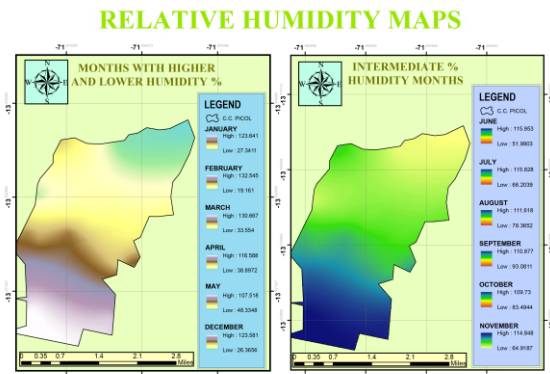 RELATIVE HUMIDITY MAPS
-71
-71
-71
MONTHS WITH HIGHER
AND LOWER HUMIDITY %
N
W
E
S
LEGEND
C.C. PICOL
JANUARY
High : 123.641
Low : 27.3411
FEBRUARY
High : 132.545
Low : 19.161
MARCH
High : 130.667
Low : 33.554
APRIL
High : 116.588
Low : 38.8972
MAY
High : 107.518
Low : 48.3348
DECEMBER
High : 123.581
Low : 26.3656
-13
-13
-13
0 0.35 0.7 1.4 2.1 2.8
Miles
-71
-71
-71
INTERMEDIATE %
HUMIDITY MONTHS
N
W
E
S
LEGEND
C.C. PICOL
JUNE
High : 115.953
Low : 51.9903
JULY
High : 115.828
Low : 66.2039
AUGUST
High : 111.918
Low : 78.3652
SEPTEMBER
High : 110.977
Low : 93.0811
OCTOBER
High : 109.73
Low : 83.4944
NOVEMBER
High : 114.848
Low : 64.9187
-13
-13
-13
0 0.35 0.7 1.4 2.1 2.8
Miles